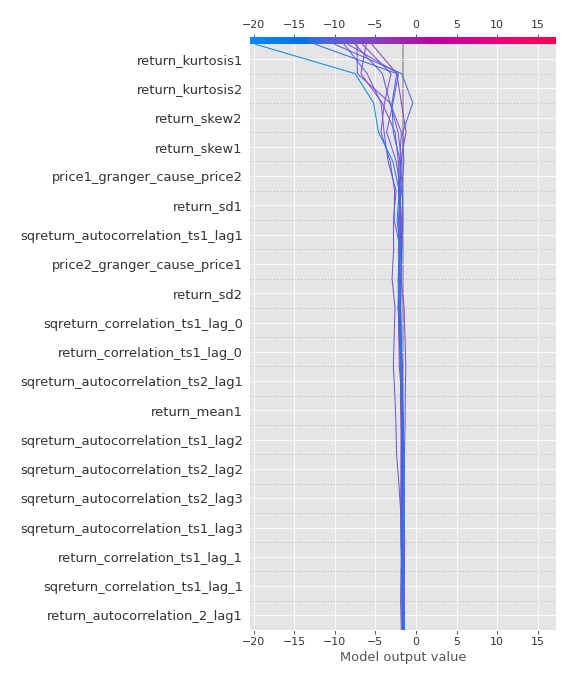 −20 −15 −10 −5 0 5 10 15
return_kurtosis1
return_kurtosis2
return_skew2
return_skew1
price1_granger_cause_price2
return_sd1
sqreturn_autocorrelation_ts1_lag1
price2_granger_cause_price1
return_sd2
sqreturn_correlation_ts1_lag_0
return_correlation_ts1_lag_0
sqreturn_autocorrelation_ts2_lag1
return_mean1
sqreturn_autocorrelation_ts1_lag2
sqreturn_autocorrelation_ts2_lag2
sqreturn_autocorrelation_ts2_lag3
sqreturn_autocorrelation_ts1_lag3
return_correlation_ts1_lag_1
sqreturn_correlation_ts1_lag_1
return_autocorrelation_2_lag1
−20 −15 −10 −5 0 5 10 15
Model output value